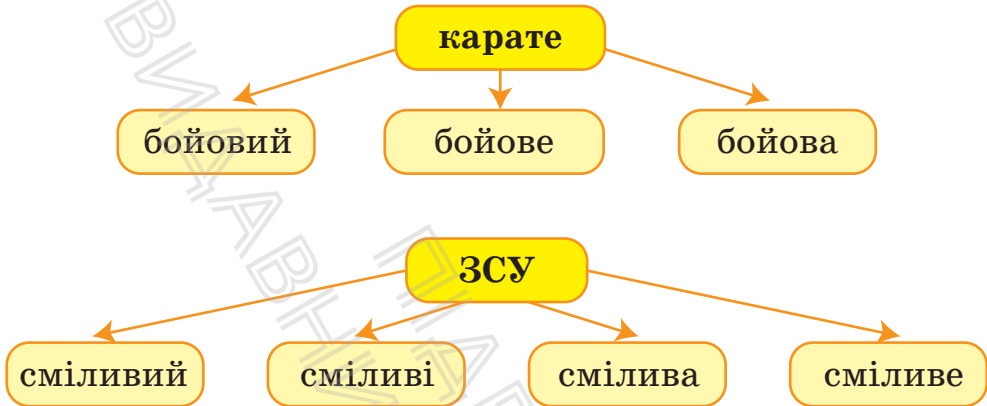 карате
бойовий бойове бойова
ЗСУ
сміливий сміливі смілива сміливе